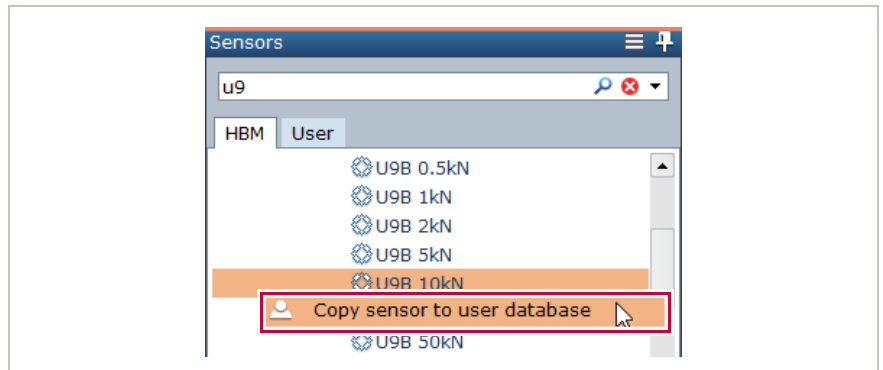 Sensors
u9
HBM User
U9B 0.5kN
U9B 1kN
U9B 2kN
U9B 5kN
U9B 10kN
Copy sensor to user database
U9B 50kN